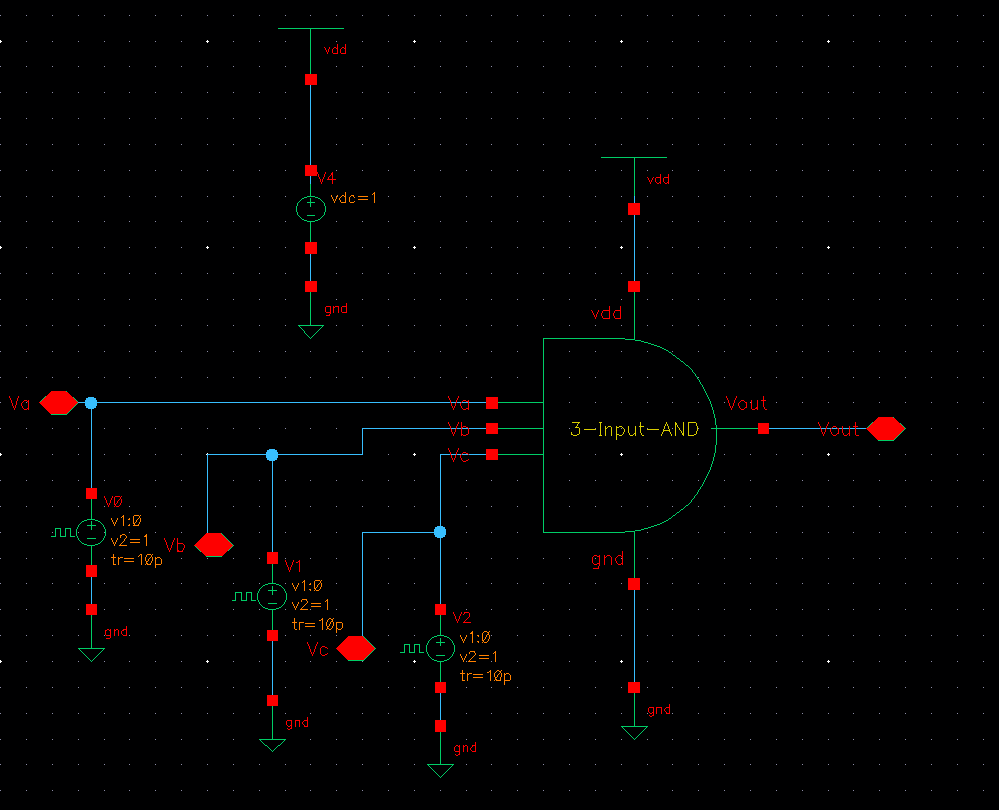 vdd
V4
vdc=1
gnd
vdd
vdd
Va
Va
Vb
Vc
3-Input-AND
Vout
Vout
gnd
gnd
V0
v1:0
v2=1
tr=10p
gnd
Vb
V1
v1:0
v2=1
tr=10p
gnd
Vc
V2
v1:0
v2=1
tr=10p
gnd